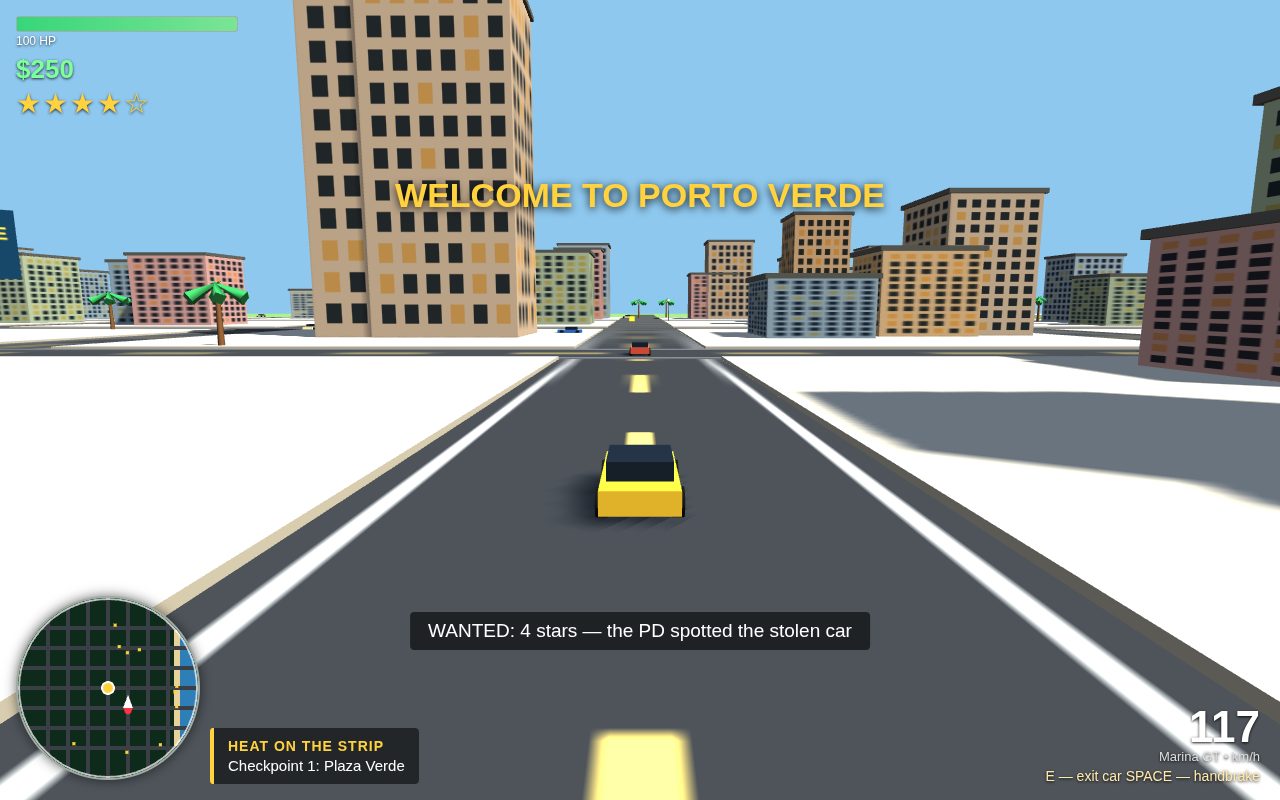 100 HP
$250
WELCOME TO PORTO VERDE
WANTED: 4 stars — the PD spotted the stolen car
HEAT ON THE STRIP
Checkpoint 1: Plaza Verde
117
Marina GT • km/h
E — exit car SPACE — handbrake